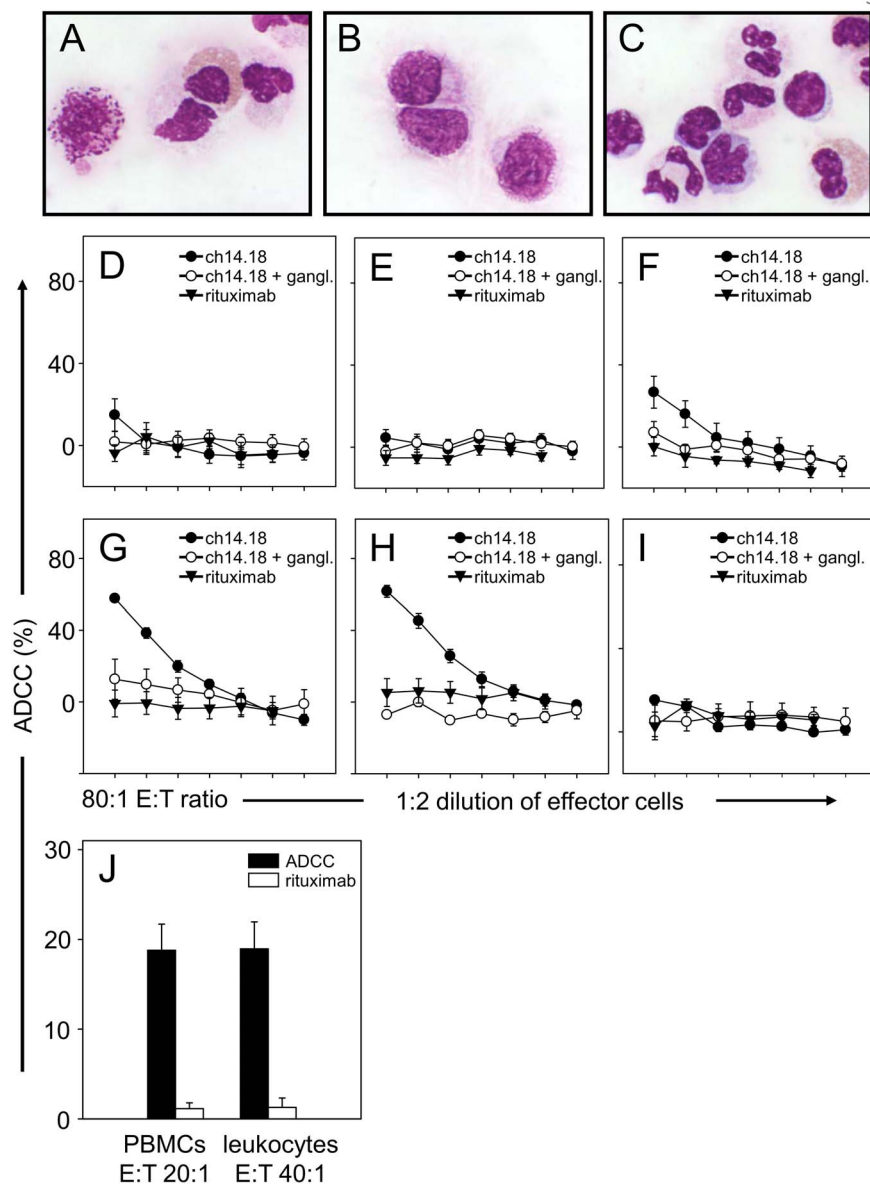 A
B
C
D
ch14.18
ch14.18 + gangl.
rituximab
E
ch14.18
ch14.18 + gangl.
rituximab
F
ch14.18
ch14.18 + gangl.
rituximab
80
40
0
G
ch14.18
ch14.18 + gangl.
rituximab
H
ch14.18
ch14.18 + gangl.
rituximab
I
ch14.18
ch14.18 + gangl.
rituximab
80
40
0
ADCC (%)
80:1 E:T ratio
1:2 dilution of effector cells
J
ADCC
rituximab
30
20
10
0
PBMCs
E:T 20:1
leukocytes
E:T 40:1